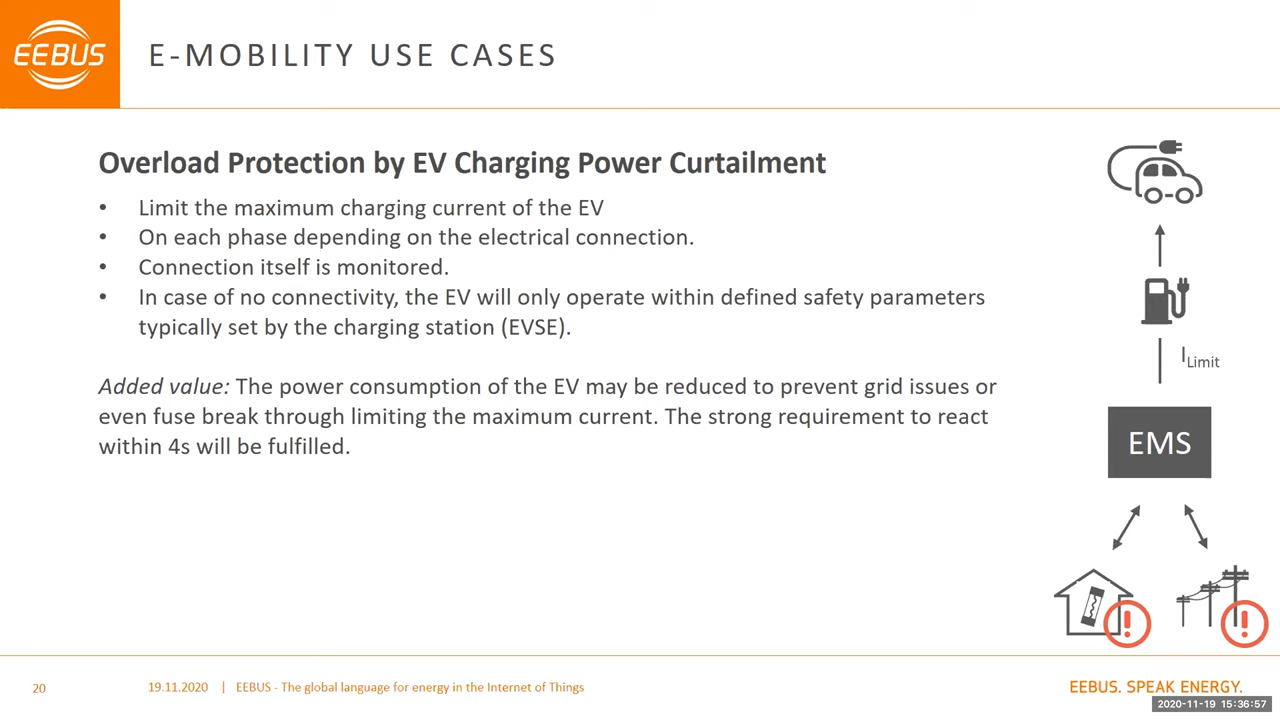 EEBUS
E-MOBILITY USE CASES
Overload Protection by EV Charging Power Curtailment
• Limit the maximum charging current of the EV
• On each phase depending on the electrical connection.
• Connection itself is monitored.
• In case of no connectivity, the EV will only operate within defined safety parameters
typically set by the charging station (EVSE).
Added value: The power consumption of the EV may be reduced to prevent grid issues or
even fuse break through limiting the maximum current. The strong requirement to react
within 4s will be fulfilled.
I Limit
EMS
!
!
20
19.11.2020 | EEBUS - The global language for energy in the Internet of Things
EEBUS. SPEAK ENERGY.
2020-11-19 15:36:57